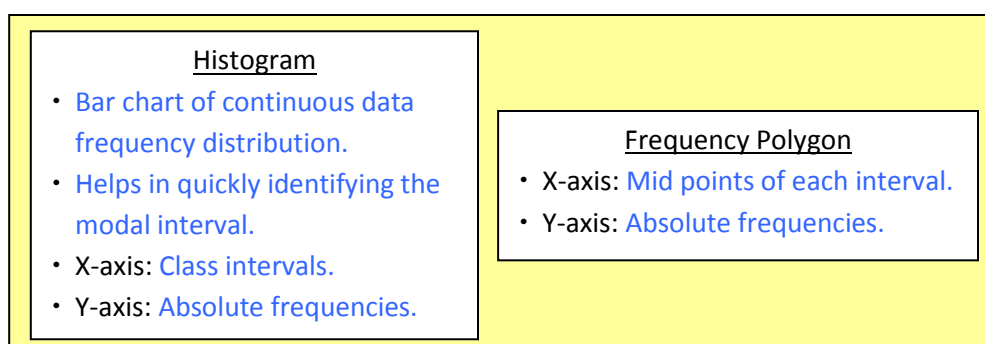 Histogram
• Bar chart of continuous data
frequency distribution.
• Helps in quickly identifying the
modal interval.
• X-axis: Class intervals.
• Y-axis: Absolute frequencies.
Frequency Polygon
• X-axis: Mid points of each interval.
• Y-axis: Absolute frequencies.